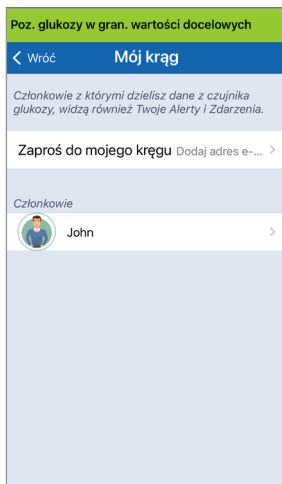 Poz. glukozy w gran. wartości docelowych
Wróć Mój krąg
Członkowie z którymi dzielisz dane z czujnika
glukozy, widzą również Twoje Alerty i Zdarzenia.
Zaproś do mojego kręgu Dodaj adres e-...
Członkowie
John